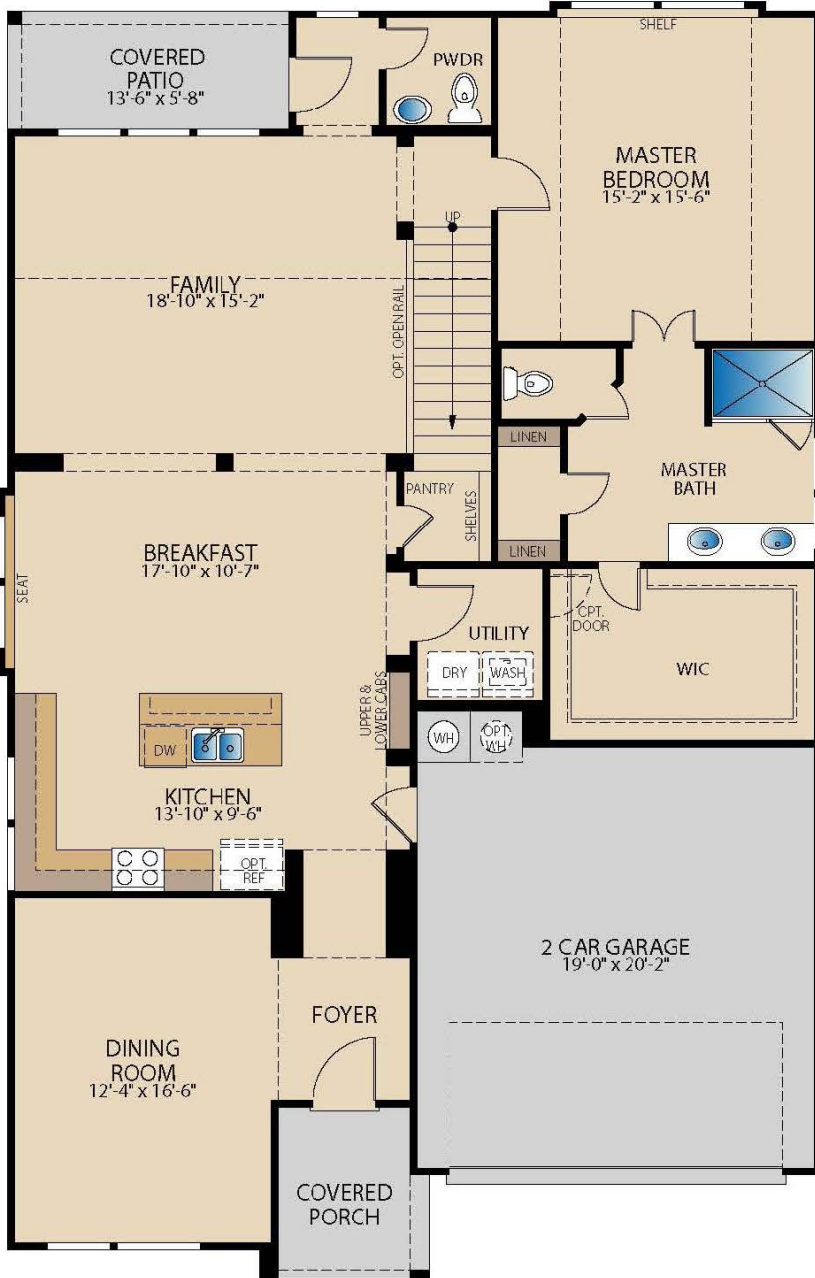 SHELF
COVERED
PATIO
13'-6" x 5'-8"
PWDR
MASTER
BEDROOM
15'-2" x 15'-6"
UP
FAMILY
18'-10" x 15'-2"
OPT. OPEN RAIL
LINEN
MASTER
BATH
PANTRY
SHELVES
LINEN
BREAKFAST
17'-10" x 10'-7"
SEAT
CPT.
DOOR
UTILITY
DRY
WASH
WIC
UPPER &
LOWER CABS
WH
OPT.
WH
DW
KITCHEN
13'-10" x 9'-6"
OPT.
REF
2 CAR GARAGE
19'-0" x 20'-2"
FOYER
DINING
ROOM
12'-4" x 16'-6"
COVERED
PORCH